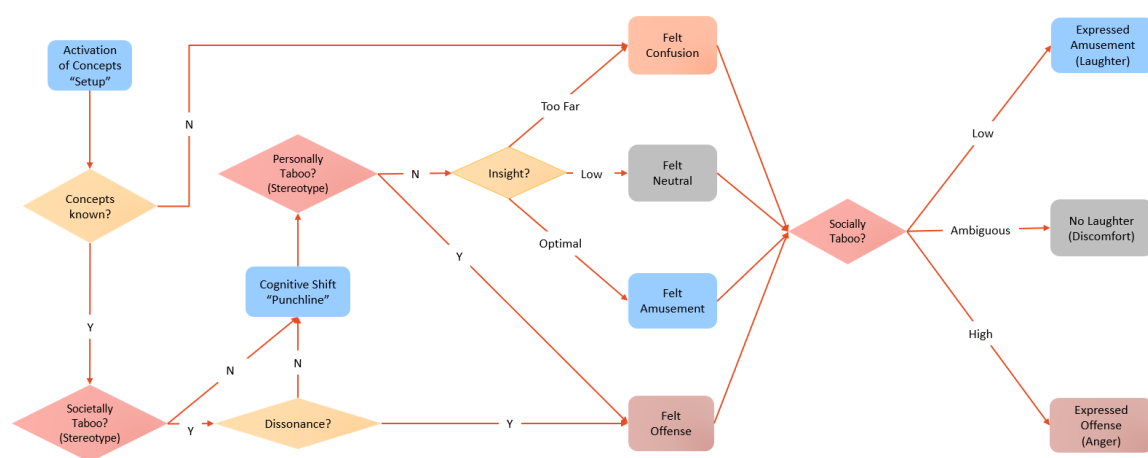 Activation
of Concepts
“Setup”
Concepts
known?
N
Y
Societally
Taboo?
(Stereotype)
N
Y
Dissonance?
N
Y
Cognitive Shift
“Punchline”
Personally
Taboo?
(Stereotype)
N
Y
Insight?
Too Far
Low
Optimal
Felt
Confusion
Felt
Neutral
Felt
Amusement
Felt
Offense
Socially
Taboo?
Low
Ambiguous
High
Expressed
Amusement
(Laughter)
No Laughter
(Discomfort)
Expressed
Offense
(Anger)